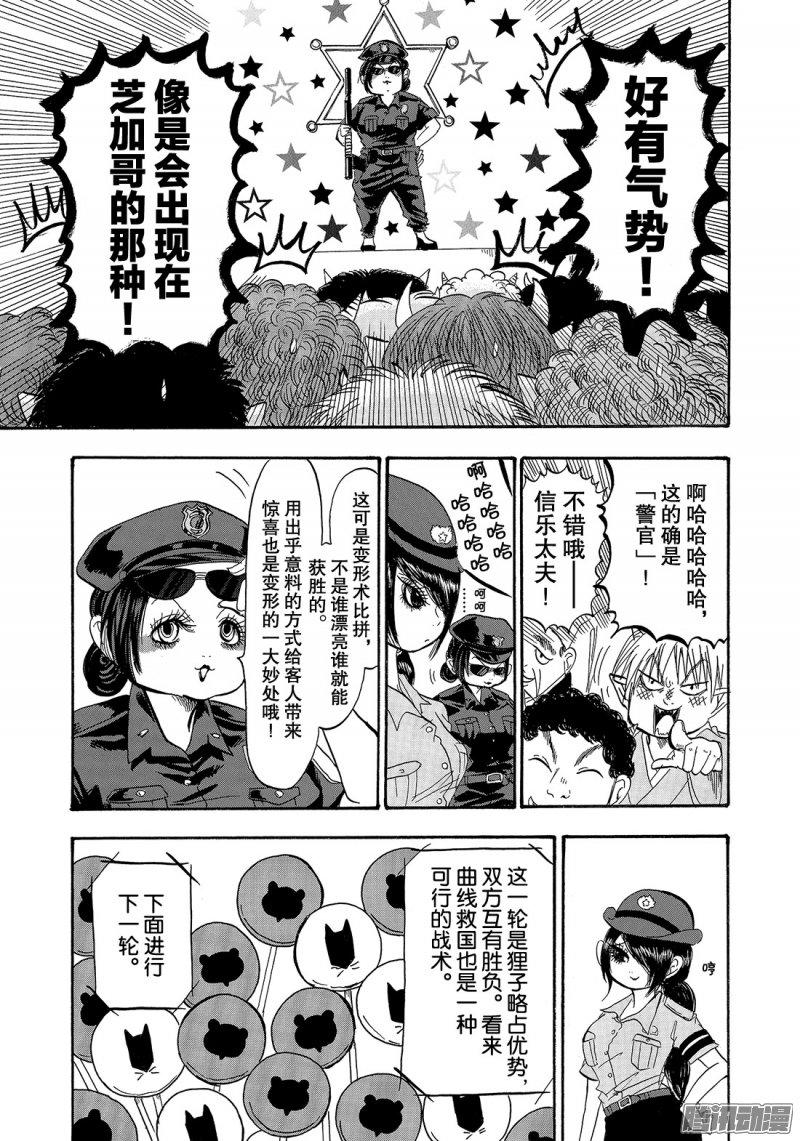 好有气势！
像是会出现在
芝加哥的那种！
啊哈哈哈哈哈，
这的确是
「警官」！
不错哦——
信乐太夫！
啊哈哈哈哈
哈哈哈哈
呵呵……
这可是变形术比拼，
不是谁漂亮谁就能
获胜的。
用出乎意料的方式给客人带来
惊喜也是变形的一大妙处哦！
哼
这一轮是狸子略占优势，
双方互有胜负。看来
曲线救国也是一种
可行的战术。
下面进行
下一轮。
腾讯动漫